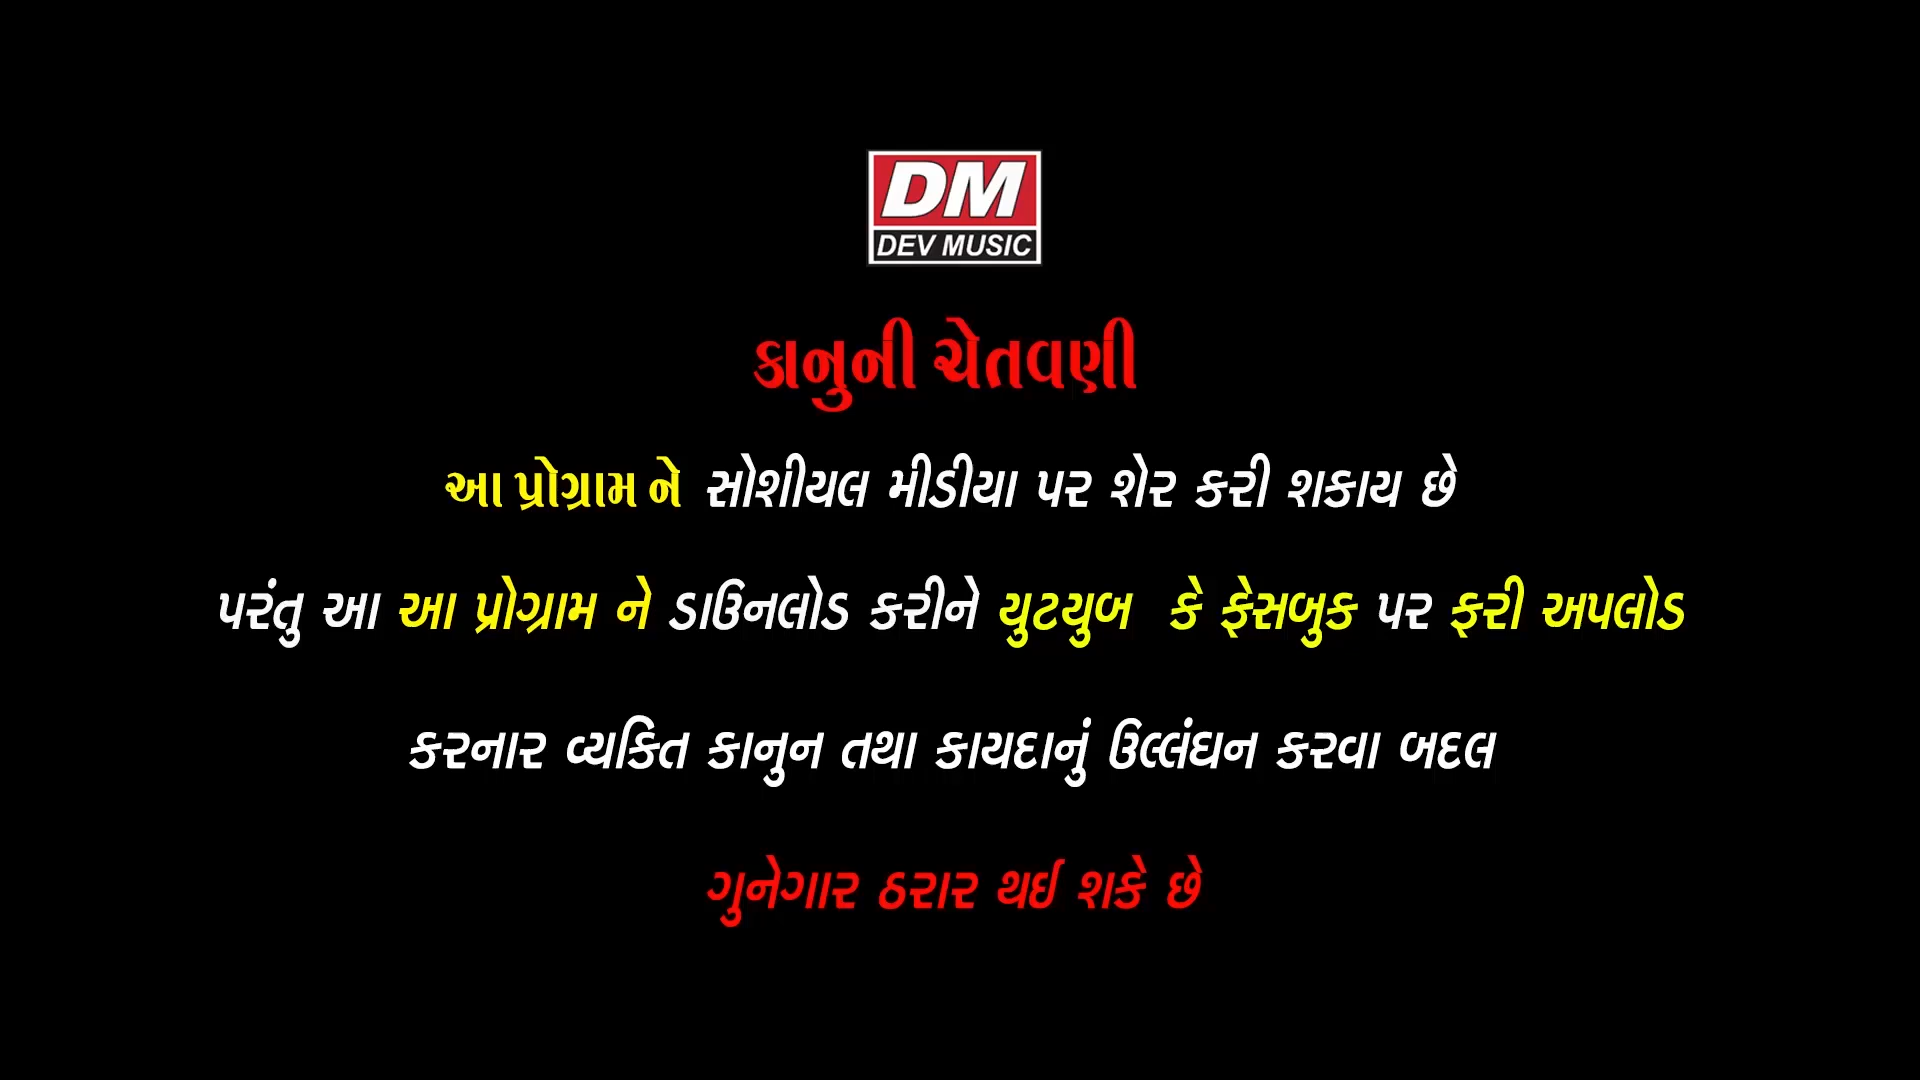 DM
DEV MUSIC
કાનુની ચેતવણી
આ પ્રોગ્રામ ને સોશીયલ મીડીયા પર શેર કરી શકાય છે
પરંતુ આ આ પ્રોગ્રામ ને ડાઉનલોડ કરીને યુટયુબ કે ફેસબુક પર ફરી અપલોડ
કરનાર વ્યકિત કાનુન તથા કાયદાનું ઉલ્લંઘન કરવા બદલ
ગુનેગાર ઠરાર થઈ શકે છે